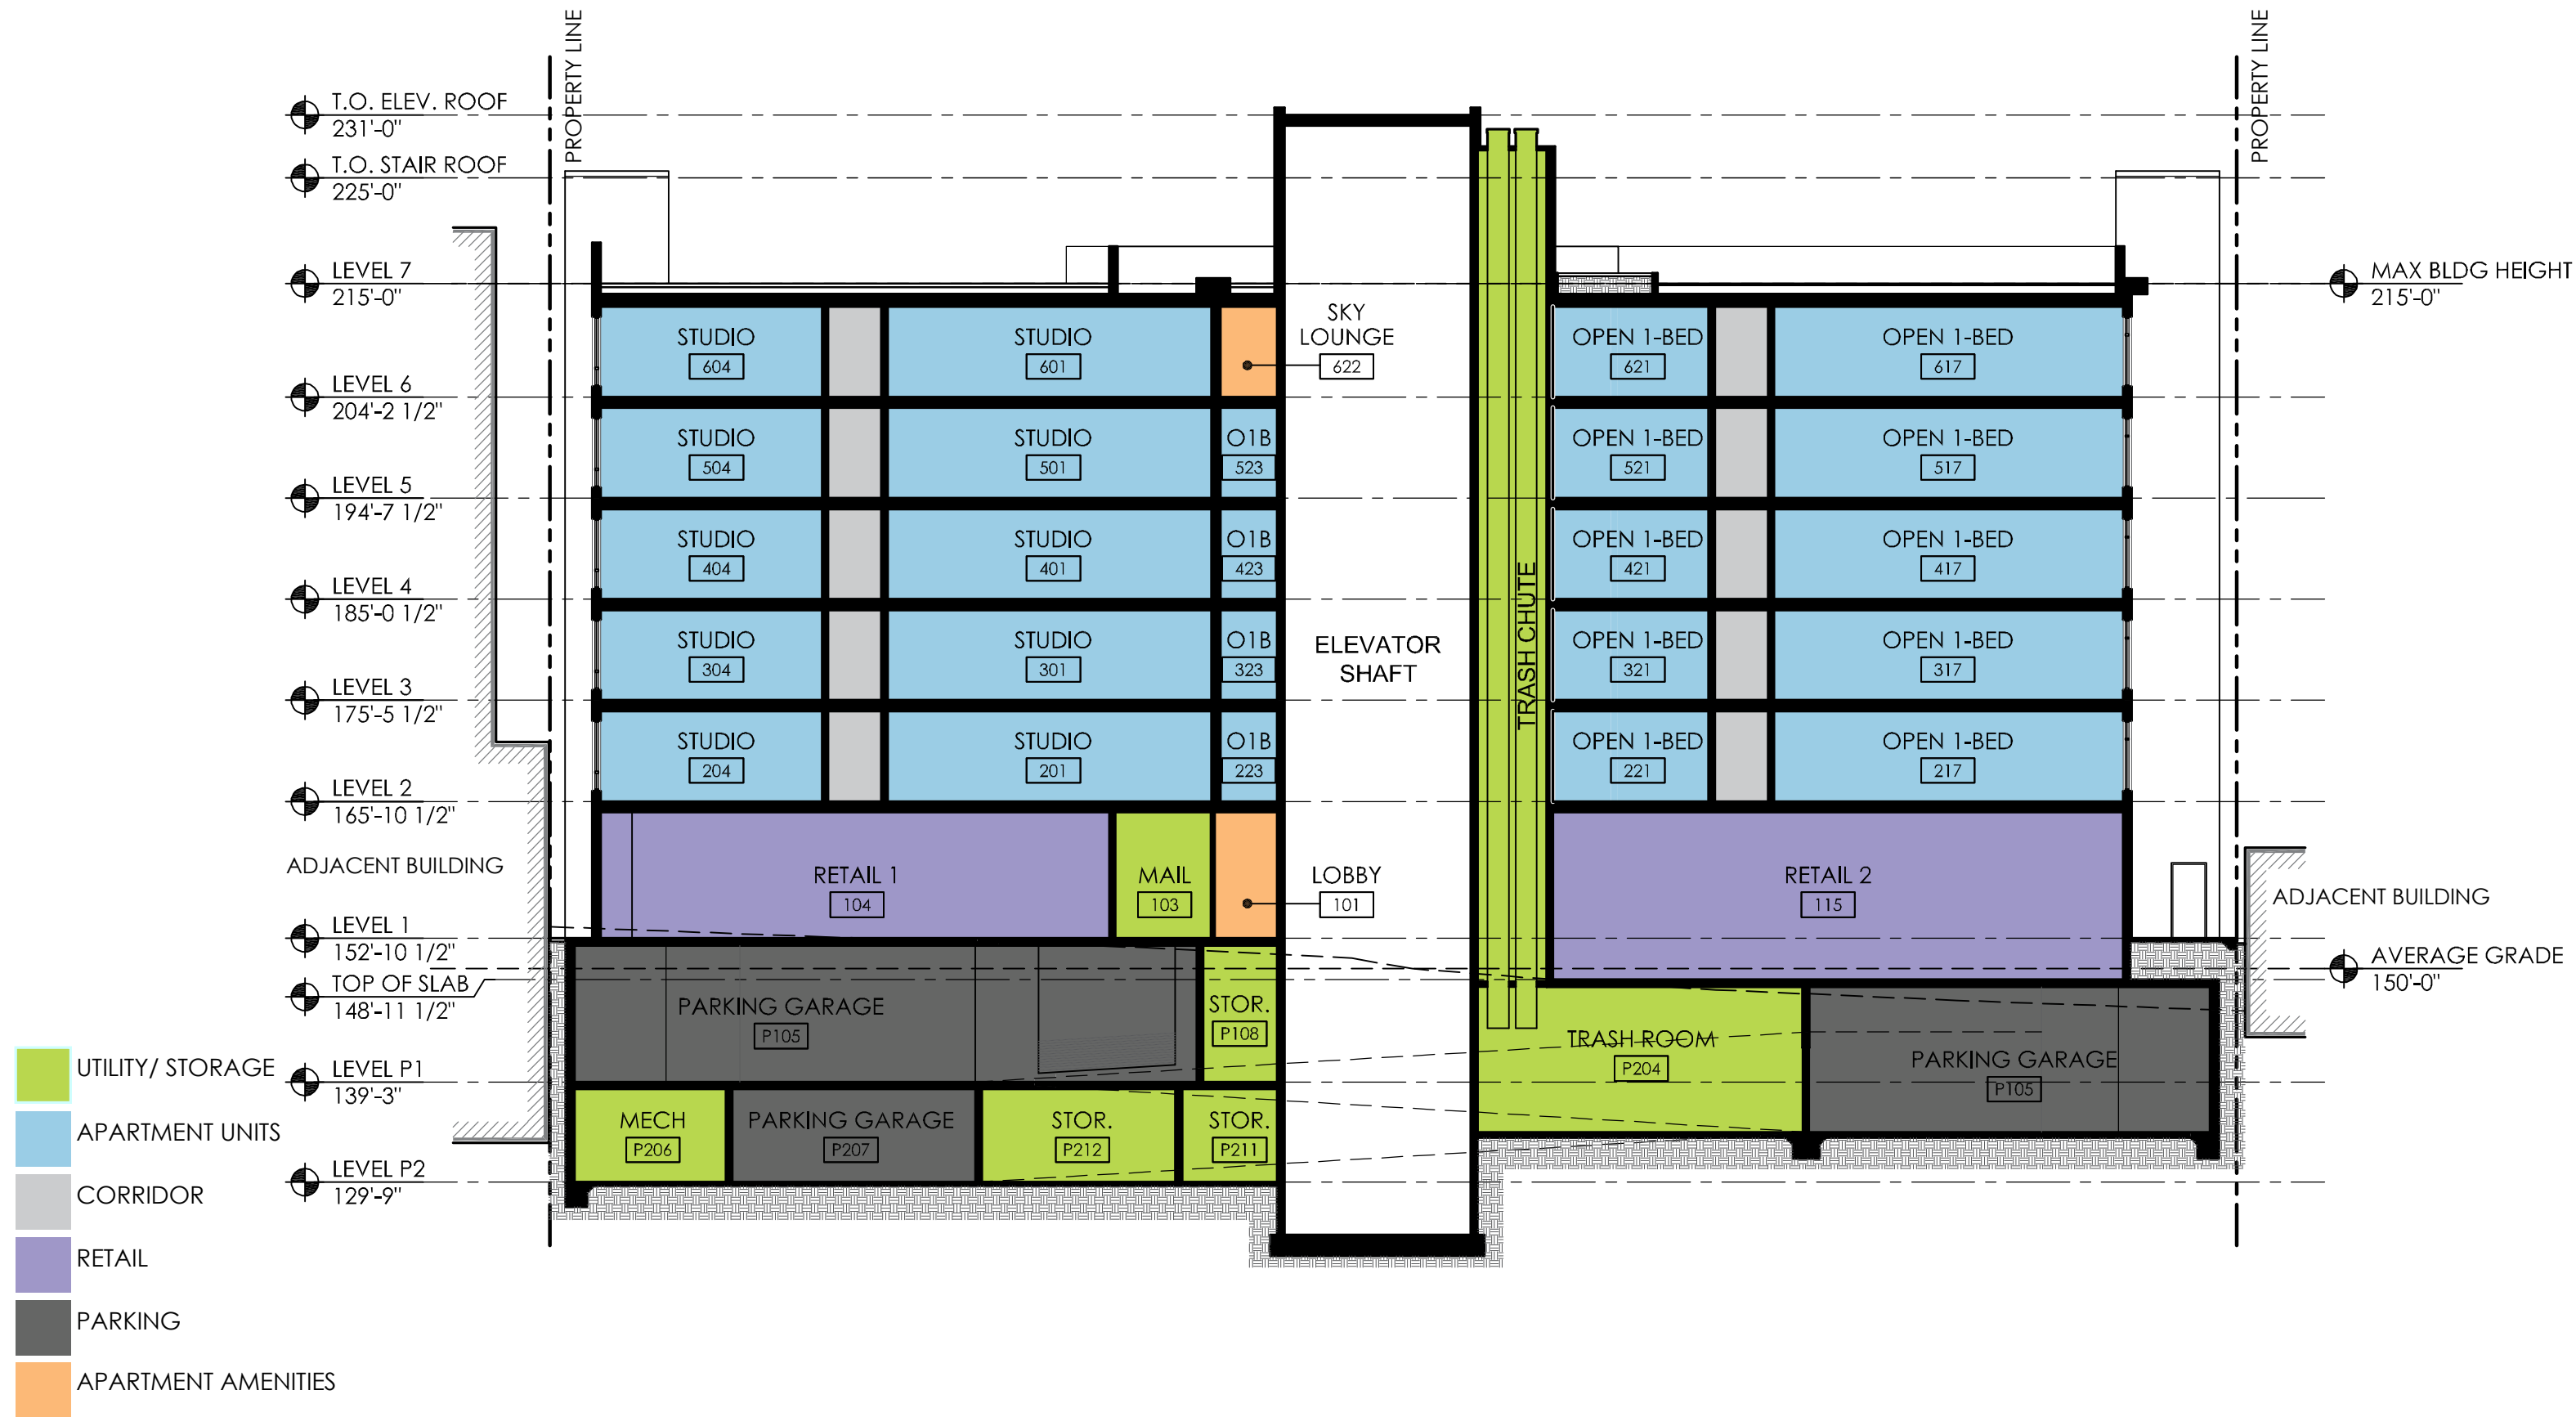 PROPERTY LINE
PROPERTY LINE
T.O. ELEV. ROOF
231'-0"
T.O. STAIR ROOF
225'-0"
LEVEL 7
215'-0"
MAX BLDG HEIGHT
215'-0"
STUDIO
604
STUDIO
601
SKY
LOUNGE
622
OPEN 1-BED
621
OPEN 1-BED
617
LEVEL 6
204'-2 1/2"
STUDIO
504
STUDIO
501
O1B
523
OPEN 1-BED
521
OPEN 1-BED
517
LEVEL 5
194'-7 1/2"
STUDIO
404
STUDIO
401
O1B
423
OPEN 1-BED
421
OPEN 1-BED
417
LEVEL 4
185'-0 1/2"
STUDIO
304
STUDIO
301
O1B
323
ELEVATOR
SHAFT
TRASH CHUTE
OPEN 1-BED
321
OPEN 1-BED
317
LEVEL 3
175'-5 1/2"
STUDIO
204
STUDIO
201
O1B
223
OPEN 1-BED
221
OPEN 1-BED
217
LEVEL 2
165'-10 1/2"
ADJACENT BUILDING
RETAIL 1
104
MAIL
103
LOBBY
101
RETAIL 2
115
ADJACENT BUILDING
LEVEL 1
152'-10 1/2"
AVERAGE GRADE
150'-0"
TOP OF SLAB
148'-11 1/2"
PARKING GARAGE
P105
STOR.
P108
TRASH ROOM
P204
PARKING GARAGE
P105
LEVEL P1
139'-3"
MECH
P206
PARKING GARAGE
P207
STOR.
P212
STOR.
P211
LEVEL P2
129'-9"
UTILITY/ STORAGE
APARTMENT UNITS
CORRIDOR
RETAIL
PARKING
APARTMENT AMENITIES